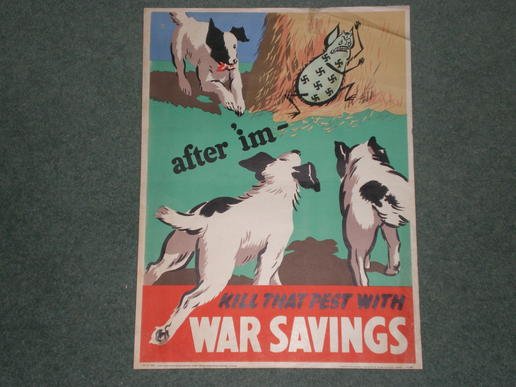 after 'im-
KILL THAT PEST WITH
WAR SAVINGS